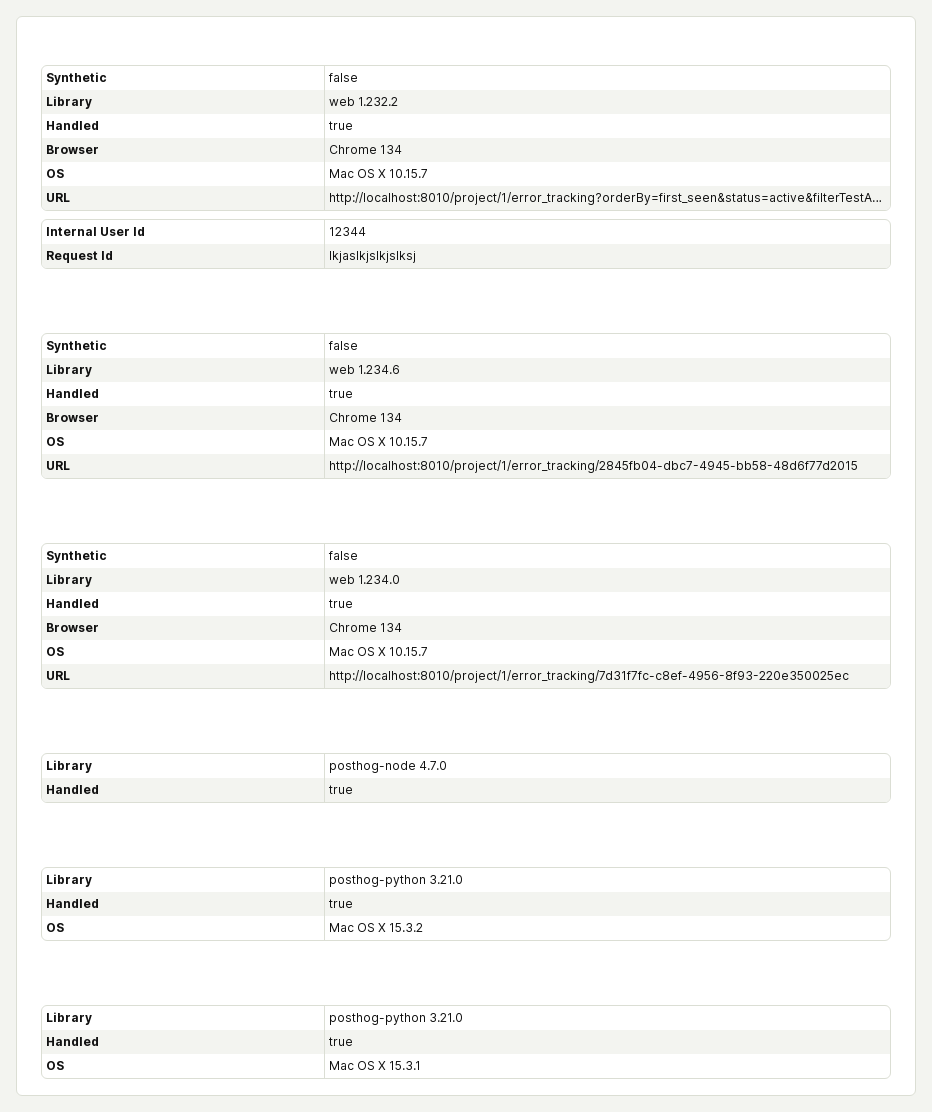 Synthetic false
Library web 1.232.2
Handled true
Browser Chrome 134
OS Mac OS X 10.15.7
URL http://localhost:8010/project/1/error_tracking?orderBy=first_seen&status=active&filterTestA...
Internal User Id 12344
Request Id lkjaslkjslkjslksj
Synthetic false
Library web 1.234.6
Handled true
Browser Chrome 134
OS Mac OS X 10.15.7
URL http://localhost:8010/project/1/error_tracking/2845fb04-dbc7-4945-bb58-48d6f77d2015
Synthetic false
Library web 1.234.0
Handled true
Browser Chrome 134
OS Mac OS X 10.15.7
URL http://localhost:8010/project/1/error_tracking/7d31f7fc-c8ef-4956-8f93-220e350025ec
Library posthog-node 4.7.0
Handled true
Library posthog-python 3.21.0
Handled true
OS Mac OS X 15.3.2
Library posthog-python 3.21.0
Handled true
OS Mac OS X 15.3.1